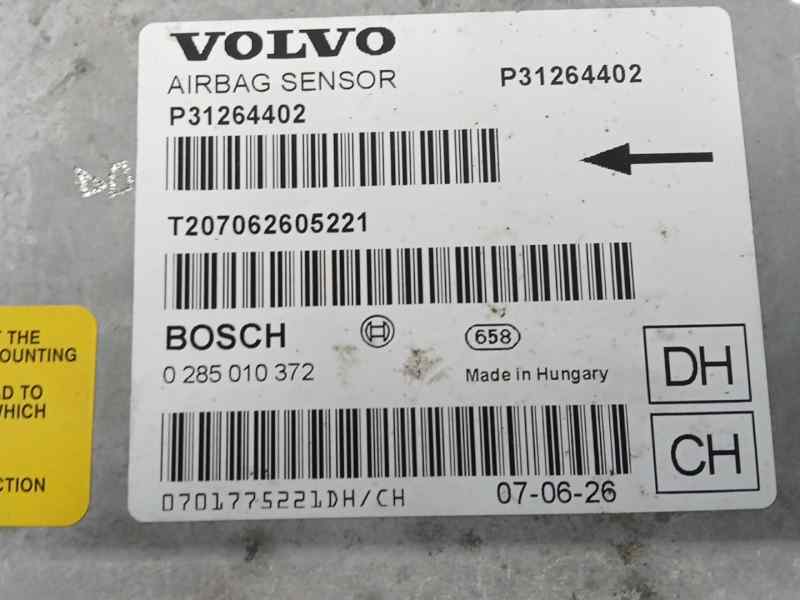 VOLVO
AIRBAG SENSOR
P31264402
P31264402
T207062605221
BOSCH
658
0 285 010 372
Made in Hungary
DH
CH
0701775221DH/CH
07-06-26
THE
OUNTING
D TO
WHICH
CTION